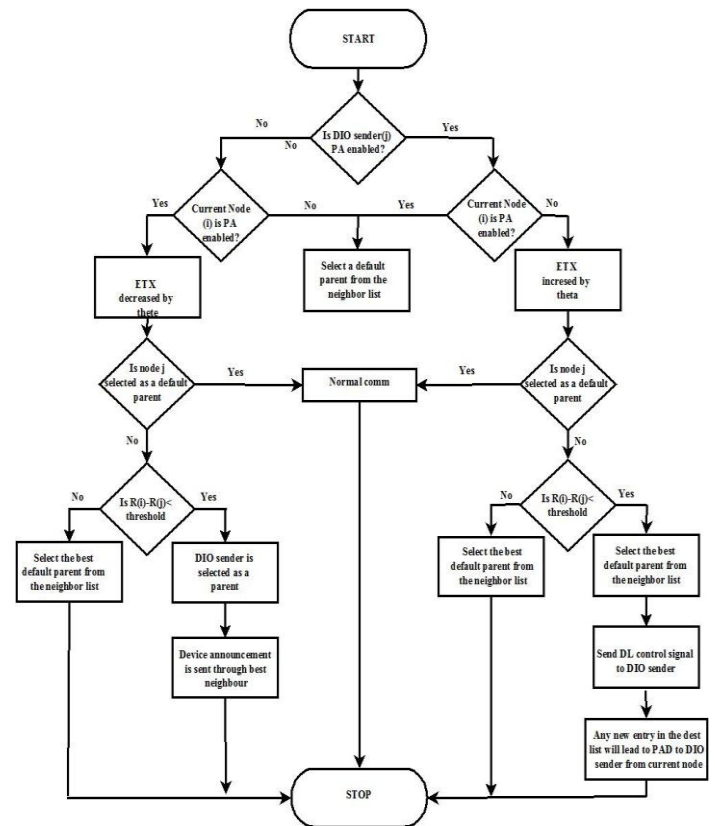 START
No
Yes
Is DIO sender(j)
PA enabled?
No
Yes
Current Node
(i) is PA
enabled?
No
Yes
Current Node
(i) is PA
enabled?
No
ETX
decreased by
thete
Select a default
parent from the
neighbor list
ETX
incresed by
theta
Is node j
selected as a default
parent
Yes
Normal comm
Yes
Is node j
selected as a default
parent
No
No
No
Is R(i)-R(j)<
threshold
Yes
No
Is R(i)-R(j)<
threshold
Yes
Select the best
default parent from
the neighbor list
DIO sender is
selected as a
parent
Select the best
default parent from
the neighbor list
Select the best
default parent from
the neighbor list
Device announcement
is sent through best
neighbour
Send DL control signal
to DIO sender
Any new entry in the dest
list will lead to PAD to DIO
sender from current node
STOP